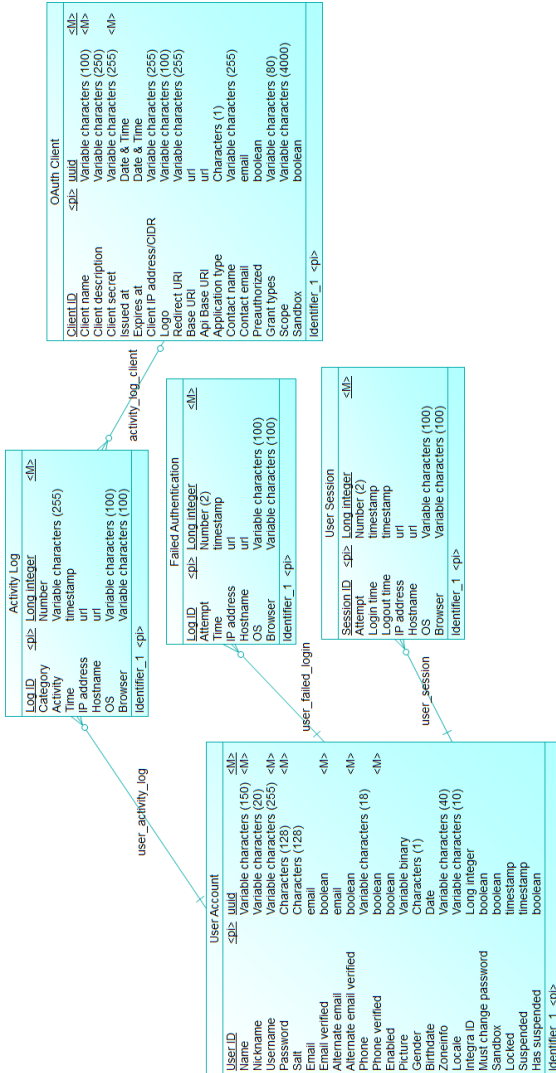 Activity Log
Log ID <pi> Long integer <M>
Category Number
Activity Variable characters (255)
Time timestamp
IP address url
Hostname url
OS Variable characters (100)
Browser Variable characters (100)
Identifier_1 <pi>
OAuth Client
Client ID <pi> uuid <M>
Client name Variable characters (100) <M>
Client description Variable characters (250)
Client secret Variable characters (255) <M>
Issued at Date & Time
Expires at Date & Time
Client IP address/CIDR Variable characters (255)
Logo Variable characters (100)
Redirect URI Variable characters (255)
Base URI url
Api Base URI url
Application type Characters (1)
Contact name Variable characters (255)
Contact email email
Preauthorized boolean
Grant types Variable characters (80)
Scope Variable characters (4000)
Sandbox boolean
Identifier_1 <pi>
activity_log_client
user_activity_log
Failed Authentication
Log ID <pi> Long integer <M>
Attempt Number (2)
Time timestamp
IP address url
Hostname url
OS Variable characters (100)
Browser Variable characters (100)
Identifier_1 <pi>
user_failed_login
User Session
Session ID <pi> Long integer <M>
Attempt Number (2)
Login time timestamp
Logout time timestamp
IP address url
Hostname url
OS Variable characters (100)
Browser Variable characters (100)
Identifier_1 <pi>
user_session
User Account
User ID <pi> uuid <M>
Name Variable characters (150) <M>
Nickname Variable characters (20)
Username Variable characters (255) <M>
Password Characters (128) <M>
Salt Characters (128)
Email email
Email verified boolean <M>
Alternate email email
Alternate email verified boolean <M>
Phone Variable characters (18)
Phone verified boolean <M>
Enabled boolean
Picture Variable binary
Gender Characters (1)
Birthdate Date
Zoneinfo Variable characters (40)
Locale Variable characters (10)
Integra ID Long integer
Must change password boolean
Sandbox boolean
Locked timestamp
Suspended timestamp
Has suspended boolean
Identifier_1 <pi>